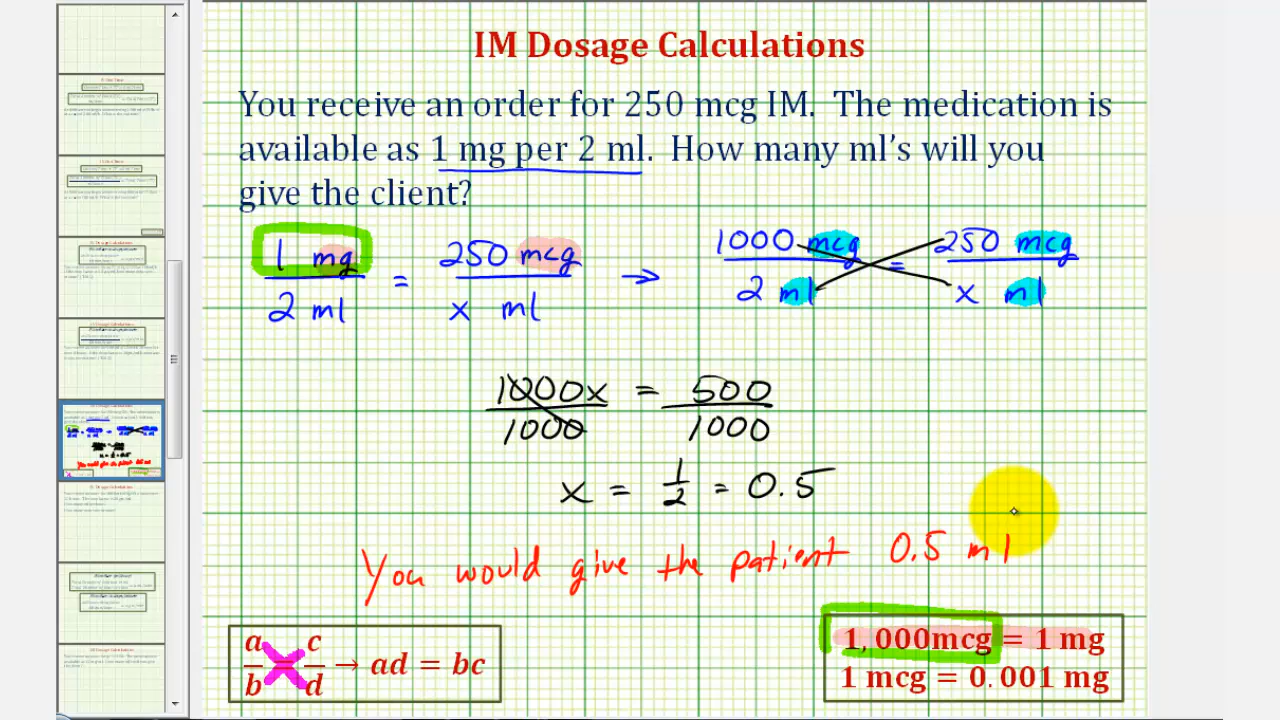 IM Dosage Calculations
You receive an order for 250 mcg IM. The medication is
available as 1 mg per 2 ml. How many ml's will you
give the client?
1 mg / 2 ml = 250 mcg / x ml → 1000 mcg / 2 ml = 250 mcg / x ml
1000x / 1000 = 500 / 1000
x = 1/2 = 0.5
You would give the patient 0.5 ml
a/b = c/d → ad = bc
1,000mcg = 1 mg
1 mcg = 0.001 mg